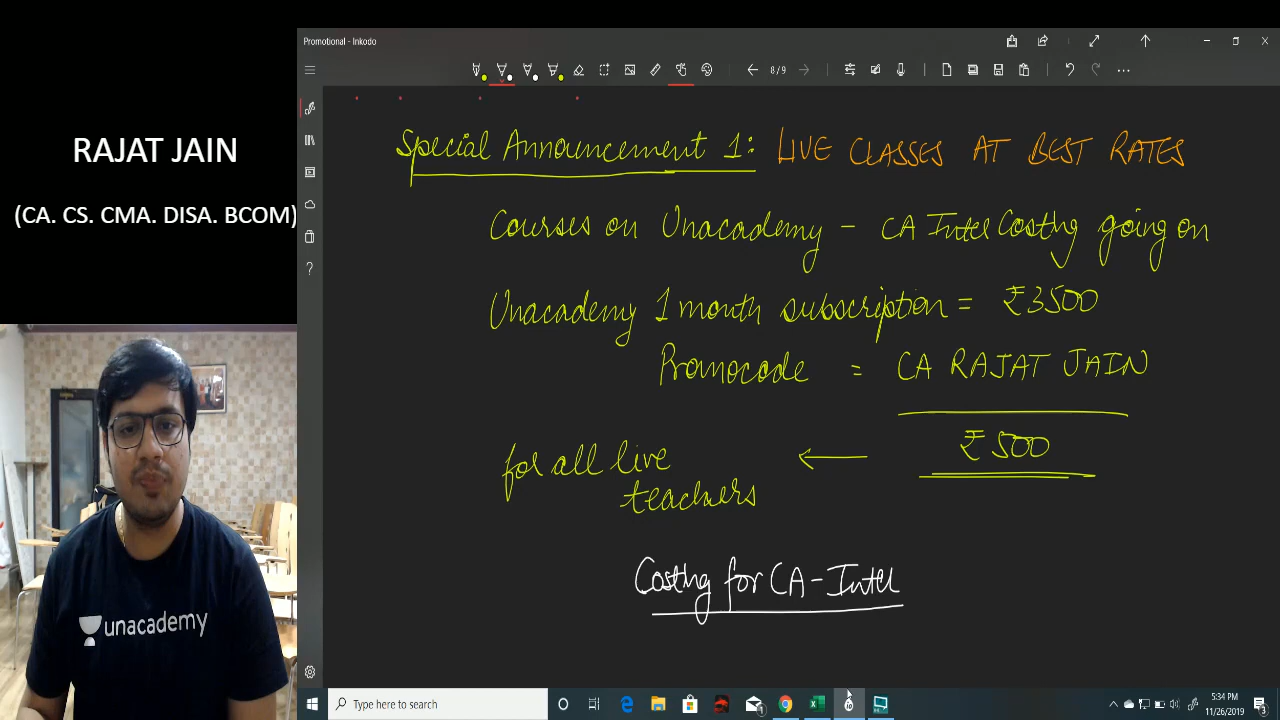 Promotional - Inkodo
8/9
RAJAT JAIN
(CA. CS. CMA. DISA. BCOM)
Special Announcement 1: LIVE CLASSES AT BEST RATES
Courses on Unacademy - CA Inter Costing going on
Unacademy 1 month subscription = ₹3500
Promocode = CA RAJAT JAIN
₹500
for all live ←
teachers
Costing for CA - Inter
unacademy
Type here to search
5:34 PM
11/26/2019